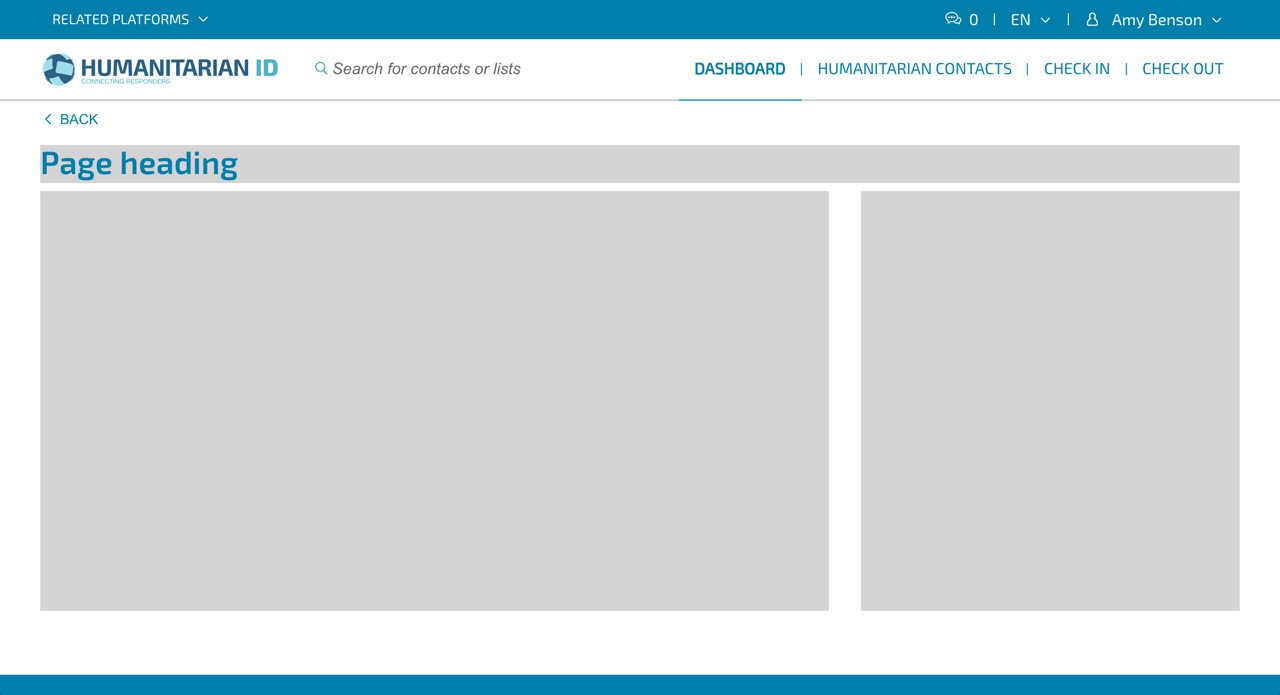 RELATED PLATFORMS
0 EN Amy Benson
HUMANITARIAN ID
CONNECTING RESPONDERS
Search for contacts or lists
DASHBOARD HUMANITARIAN CONTACTS CHECK IN CHECK OUT
BACK
Page heading